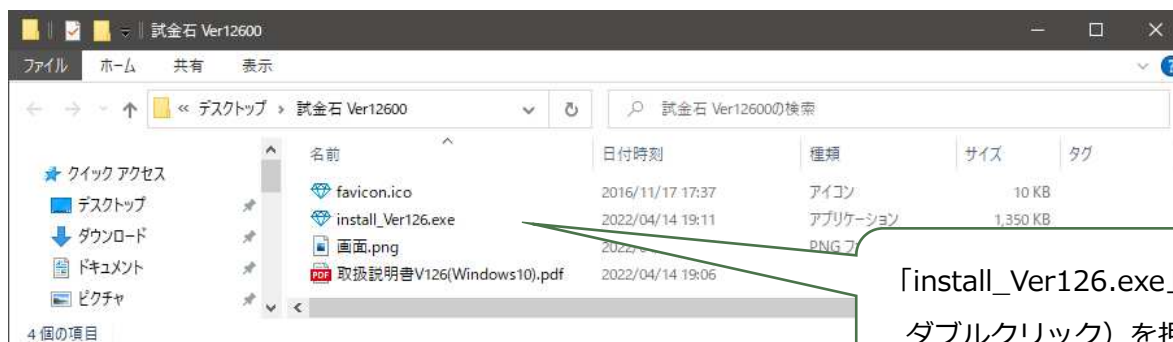 試金石 Ver12600
ファイル ホーム 共有 表示
« デスクトップ › 試金石 Ver12600
試金石 Ver12600の検索
名前 日付時刻 種類 サイズ タグ
クイック アクセス
デスクトップ
ダウンロード
ドキュメント
ピクチャ
favicon.ico 2016/11/17 17:37 アイコン 10 KB
install_Ver126.exe 2022/04/14 19:11 アプリケーション 1,350 KB
画面.png PNG
取扱説明書V126(Windows10).pdf 2022/04/14 19:06
4 個の項目
「install_Ver126.exe」
ダブルクリック）を